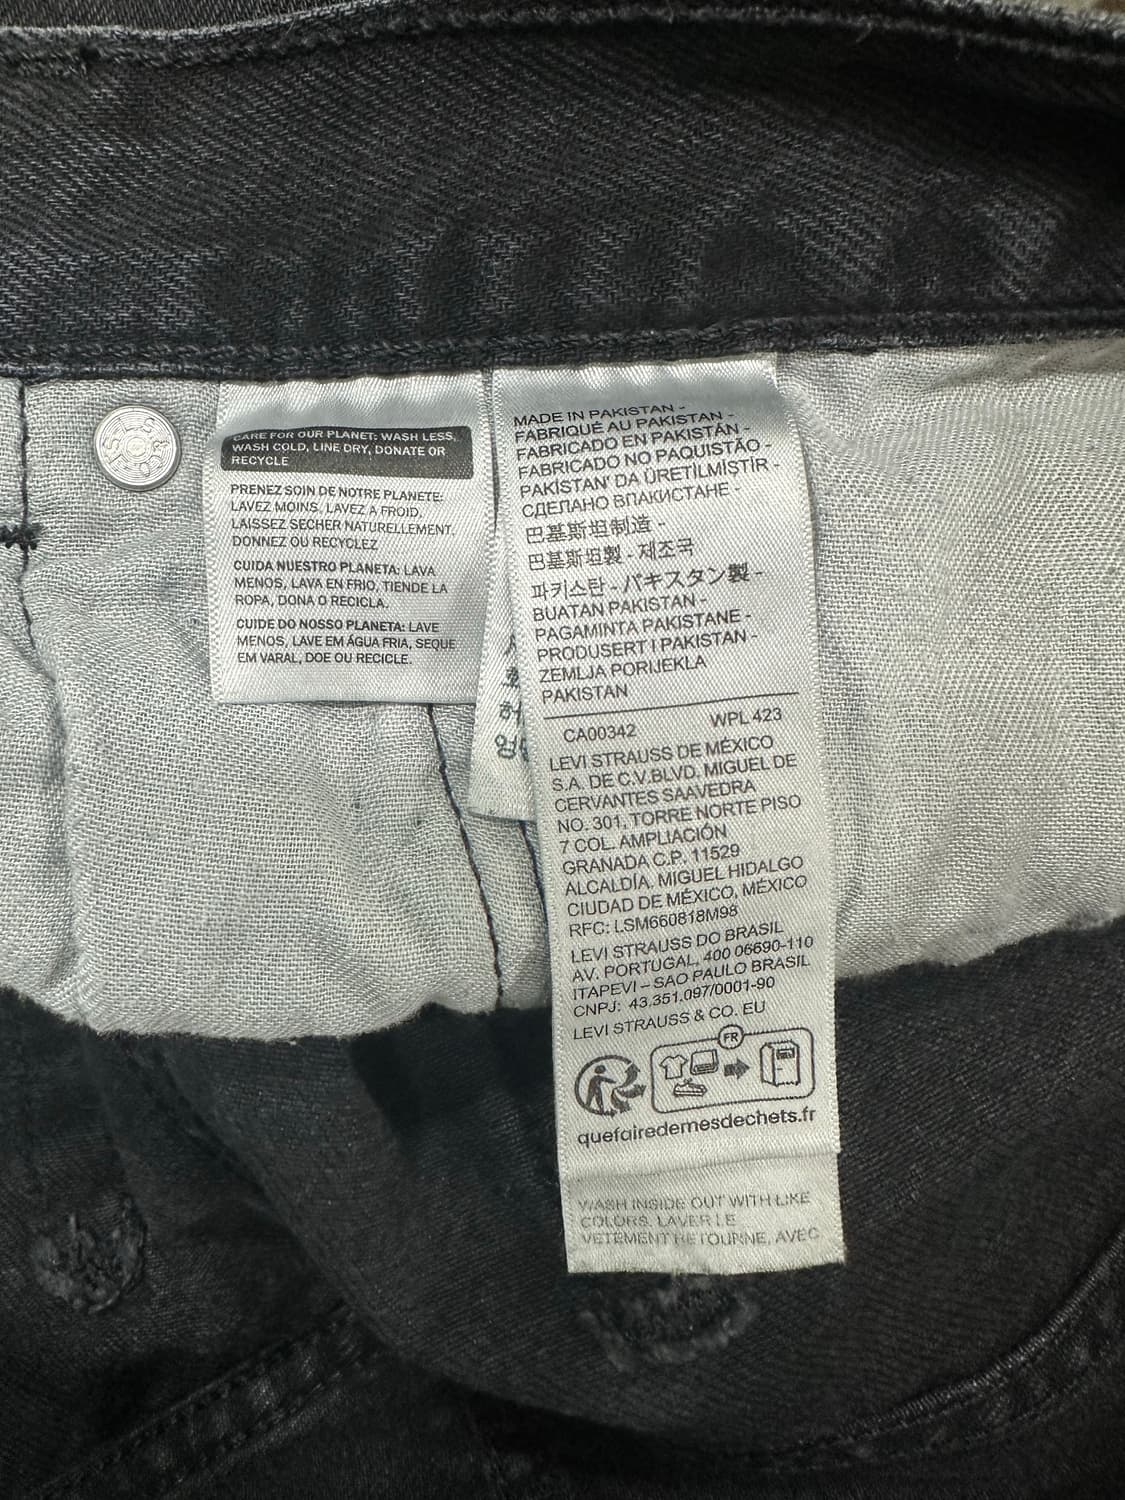 CARE FOR OUR PLANET: WASH LESS,
WASH COLD, LINE DRY, DONATE OR
RECYCLE
PRENEZ SOIN DE NOTRE PLANETE:
LAVEZ MOINS, LAVEZ A FROID,
LAISSEZ SECHER NATURELLEMENT.
DONNEZ OU RECYCLEZ
CUIDA NUESTRO PLANETA: LAVA
MENOS, LAVA EN FRIO, TIENDE LA
ROPA, DONA O RECICLA.
CUIDE DO NOSSO PLANETA: LAVE
MENOS, LAVE EM ÁGUA FRIA, SEQUE
EM VARAL, DOE OU RECICLE.
MADE IN PAKISTAN -
FABRIQUÉ AU PAKISTAN -
FABRICADO EN PAKISTÁN -
FABRICADO NO PAQUISTÃO -
PAKİSTAN' DA ÜRETİLMİŞTİR -
СДЕЛАНО ВПАКИСТАНЕ -
巴基斯坦制造 -
巴基斯坦製 - 제조국
파키스탄 - パキスタン製 -
BUATAN PAKISTAN -
PAGAMINTA PAKISTANE -
PRODUSERT I PAKISTAN -
ZEMLJA PORIJEKLA
PAKISTAN
CA00342 WPL 423
LEVI STRAUSS DE MÉXICO
S.A. DE C.V.BLVD. MIGUEL DE
CERVANTES SAAVEDRA
NO. 301, TORRE NORTE PISO
7 COL. AMPLIACIÓN
GRANADA C.P. 11529
ALCALDÍA. MIGUEL HIDALGO
CIUDAD DE MÉXICO, MÉXICO
RFC: LSM660818M98
LEVI STRAUSS DO BRASIL
AV. PORTUGAL, 400 06690-110
ITAPEVI – SAO PAULO BRASIL
CNPJ: 43.351.097/0001-90
LEVI STRAUSS & CO. EU
FR
quefairedemesdechets.fr
WASH INSIDE OUT WITH LIKE
COLORS. LAVER LE
VETEMENT RETOURNE, AVEC